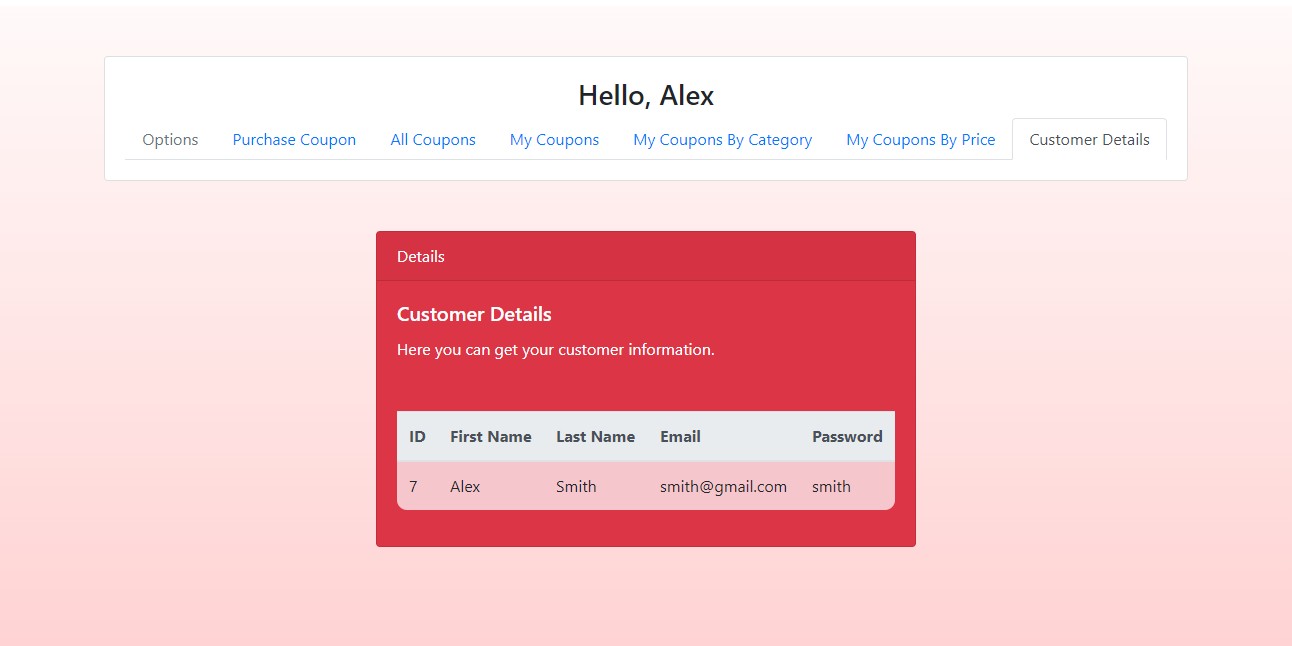 Hello, Alex
Options Purchase Coupon All Coupons My Coupons My Coupons By Category My Coupons By Price Customer Details
Details
Customer Details
Here you can get your customer information.
ID First Name Last Name Email Password
7 Alex Smith smith@gmail.com smith